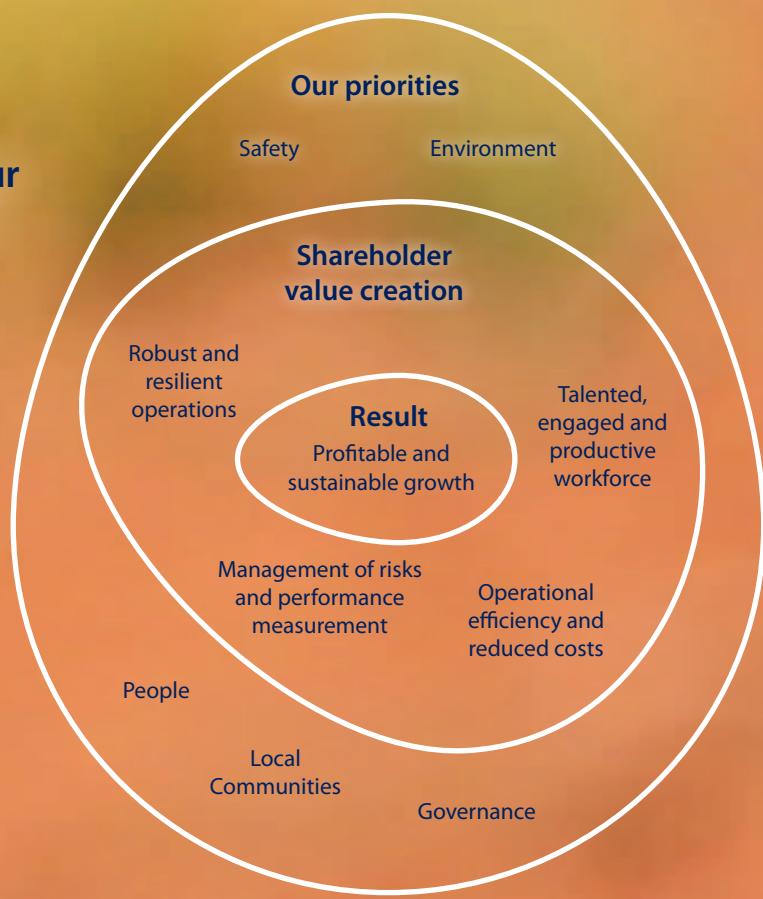 Our priorities
Safety
Environment
ur
Shareholder
value creation
Robust and
resilient
operations
Result
Profitable and
sustainable growth
Talented,
engaged and
productive
workforce
Management of risks
and performance
measurement
Operational
efficiency and
reduced costs
People
Local
Communities
Governance